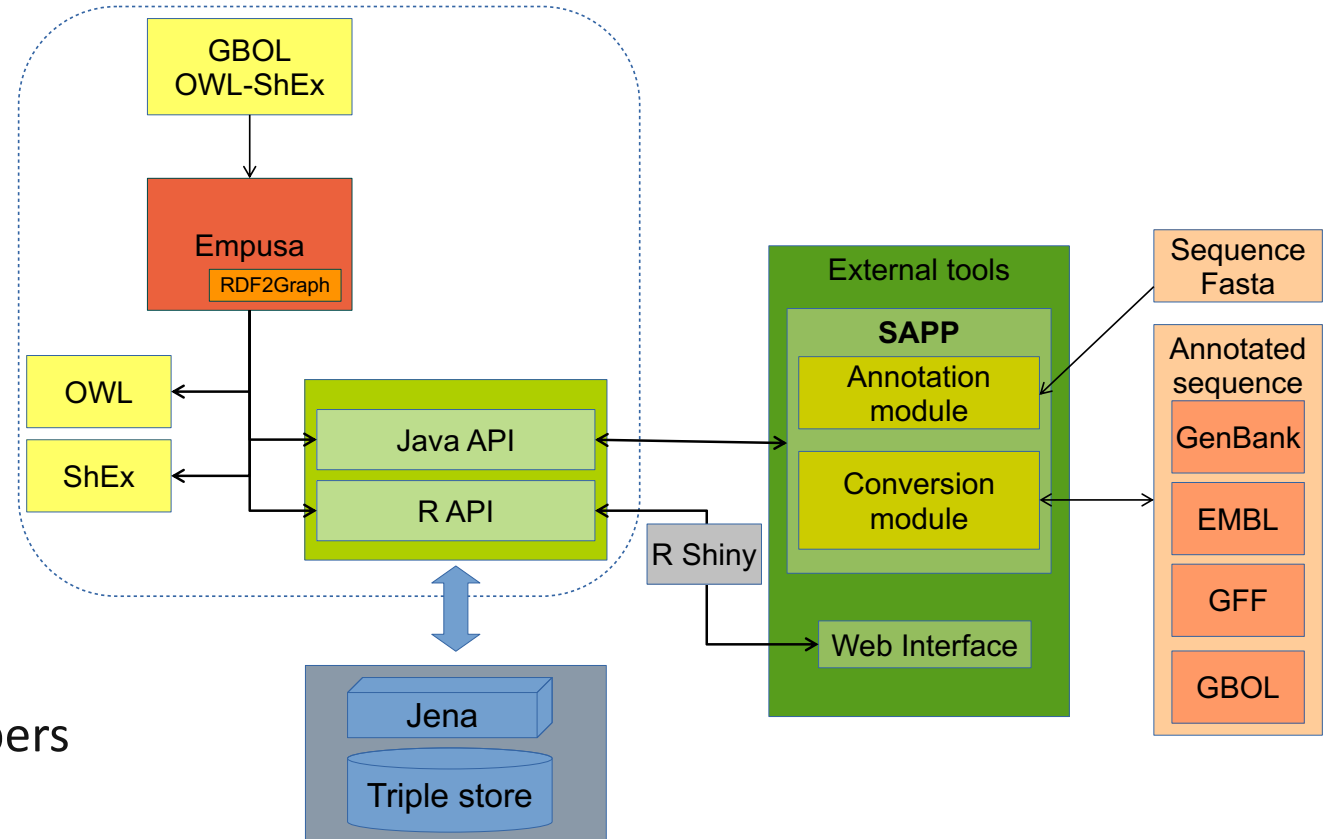 GBOL
OWL-ShEx
Empusa
RDF2Graph
OWL
ShEx
Java API
R API
R Shiny
External tools
SAPP
Annotation
module
Conversion
module
Web Interface
Sequence
Fasta
Annotated
sequence
GenBank
EMBL
GFF
GBOL
Jena
Triple store